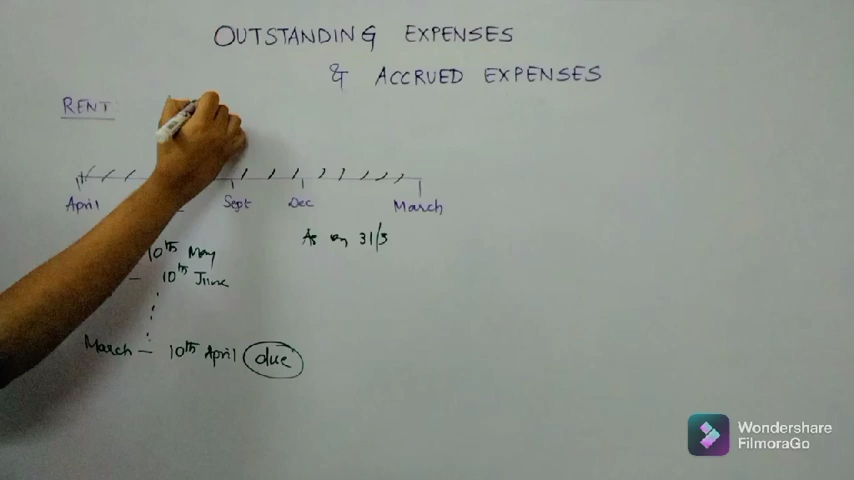 OUTSTANDING EXPENSES
& ACCRUED EXPENSES
RENT
April Sept Dec March
As on 31/3
10th May
– 10th June
March – 10th April due
Wondershare
FilmoraGo